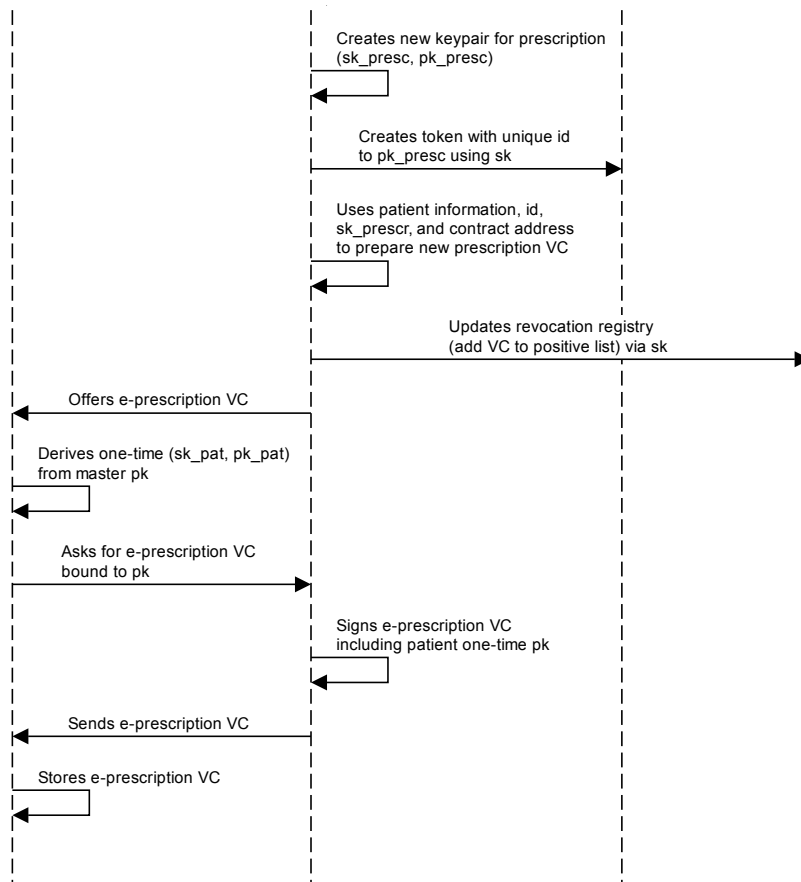 Creates new keypair for prescription
(sk_presc, pk_presc)
Creates token with unique id
to pk_presc using sk
Uses patient information, id,
sk_prescr, and contract address
to prepare new prescription VC
Updates revocation registry
(add VC to positive list) via sk
Offers e-prescription VC
Derives one-time (sk_pat, pk_pat)
from master pk
Asks for e-prescription VC
bound to pk
Signs e-prescription VC
including patient one-time pk
Sends e-prescription VC
Stores e-prescription VC